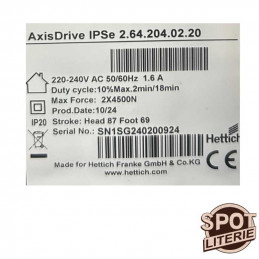 AxisDrive IPSe 2.64.204.02.20
220-240V AC 50/60Hz 1.6 A
Duty cycle:10%Max.2min/18min
Max Force: 2X4500N
Prod.Date: 10/24
IP20 Stroke: Head 87 Foot 69
Serial No.: SN1SG240200924
Hettich
Made for Hettich Franke GmbH & Co.KG
www.hettich.com
SPOT
LITERIE